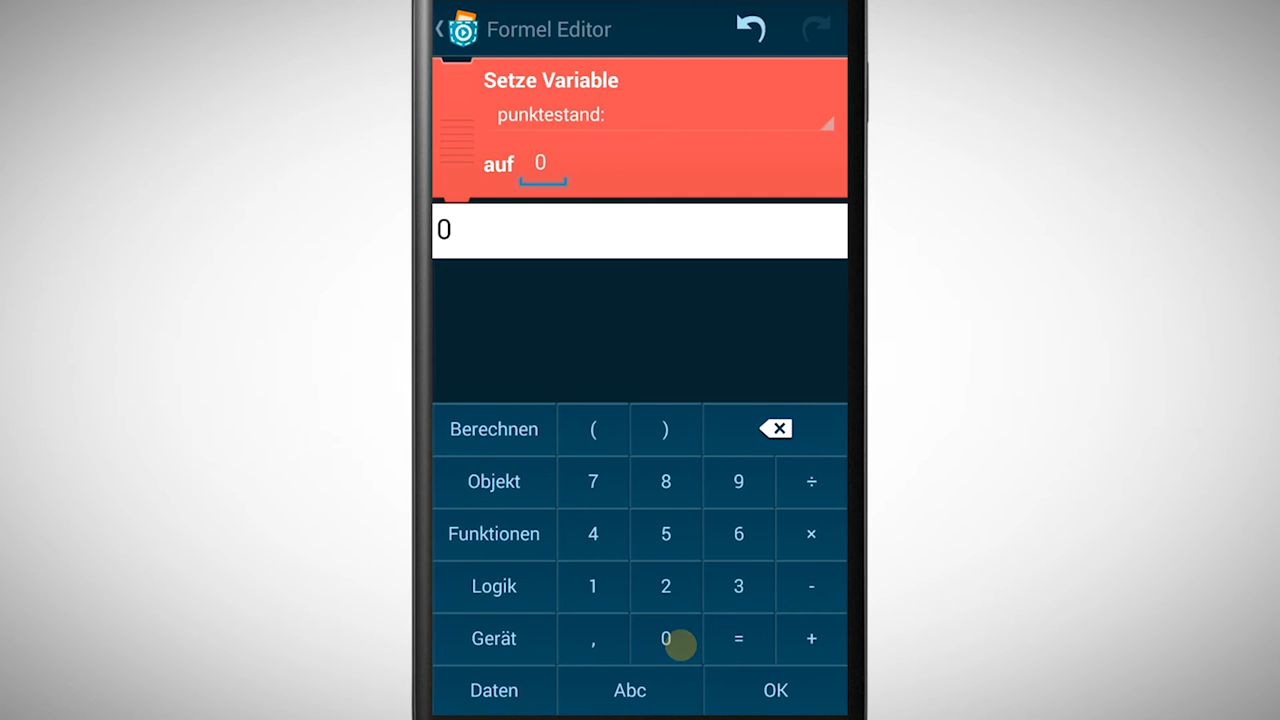 Formel Editor
Setze Variable
punktestand:
auf 0
0
Berechnen ( )
Objekt 7 8 9 ÷
Funktionen 4 5 6 ×
Logik 1 2 3 -
Gerät , 0 = +
Daten Abc OK